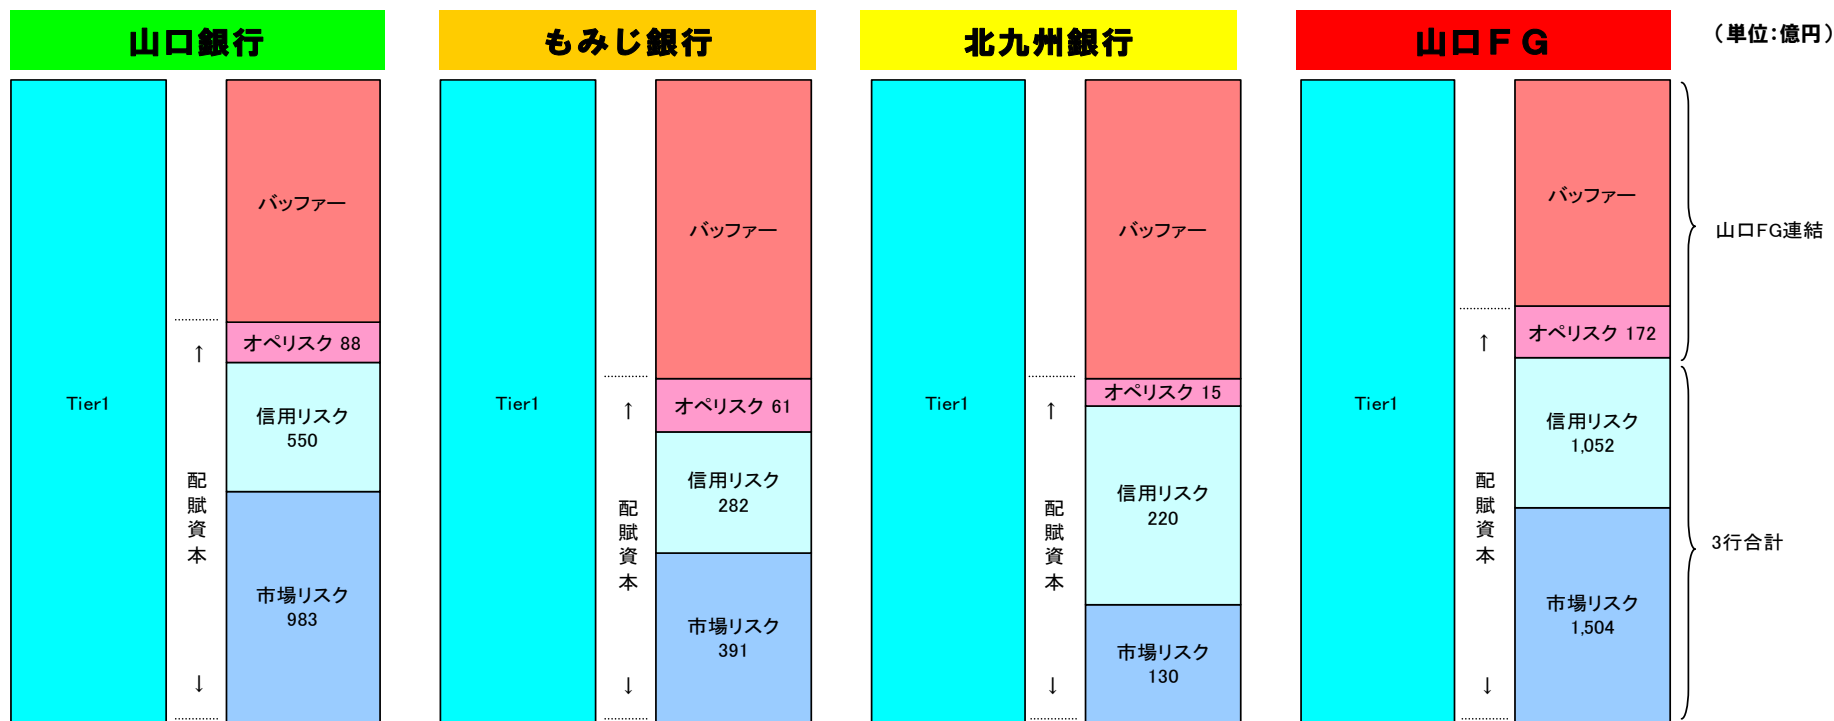 山口銀行
もみじ銀行
北九州銀行
山口ＦＧ
（単位:億円）
Tier1
↑
配賦資本
↓
バッファー
オペリスク 88
信用リスク
550
市場リスク
983
Tier1
↑
配賦資本
↓
バッファー
オペリスク 61
信用リスク
282
市場リスク
391
Tier1
↑
配賦資本
↓
バッファー
オペリスク 15
信用リスク
220
市場リスク
130
Tier1
↑
配賦資本
↓
バッファー
オペリスク 172
信用リスク
1,052
市場リスク
1,504
山口FG連結
3行合計